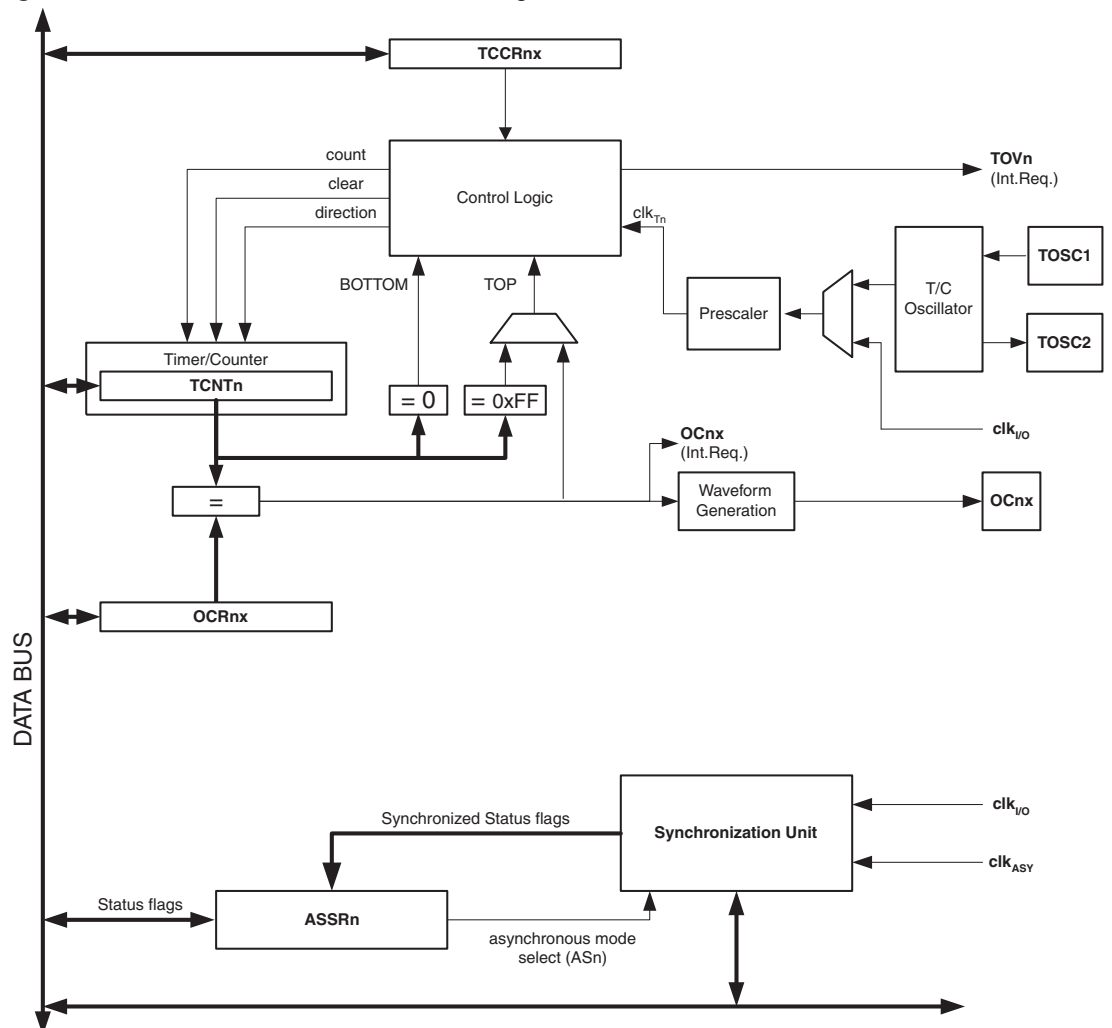 TCCRnx
count
clear
direction
Control Logic
TOVn
(Int.Req.)
clkTn
BOTTOM
TOP
Prescaler
T/C
Oscillator
TOSC1
TOSC2
Timer/Counter
TCNTn
= 0
= 0xFF
clkI/O
OCnx
(Int.Req.)
=
Waveform
Generation
OCnx
OCRnx
DATA BUS
Synchronized Status flags
Synchronization Unit
clkI/O
clkASY
Status flags
ASSRn
asynchronous mode
select (ASn)